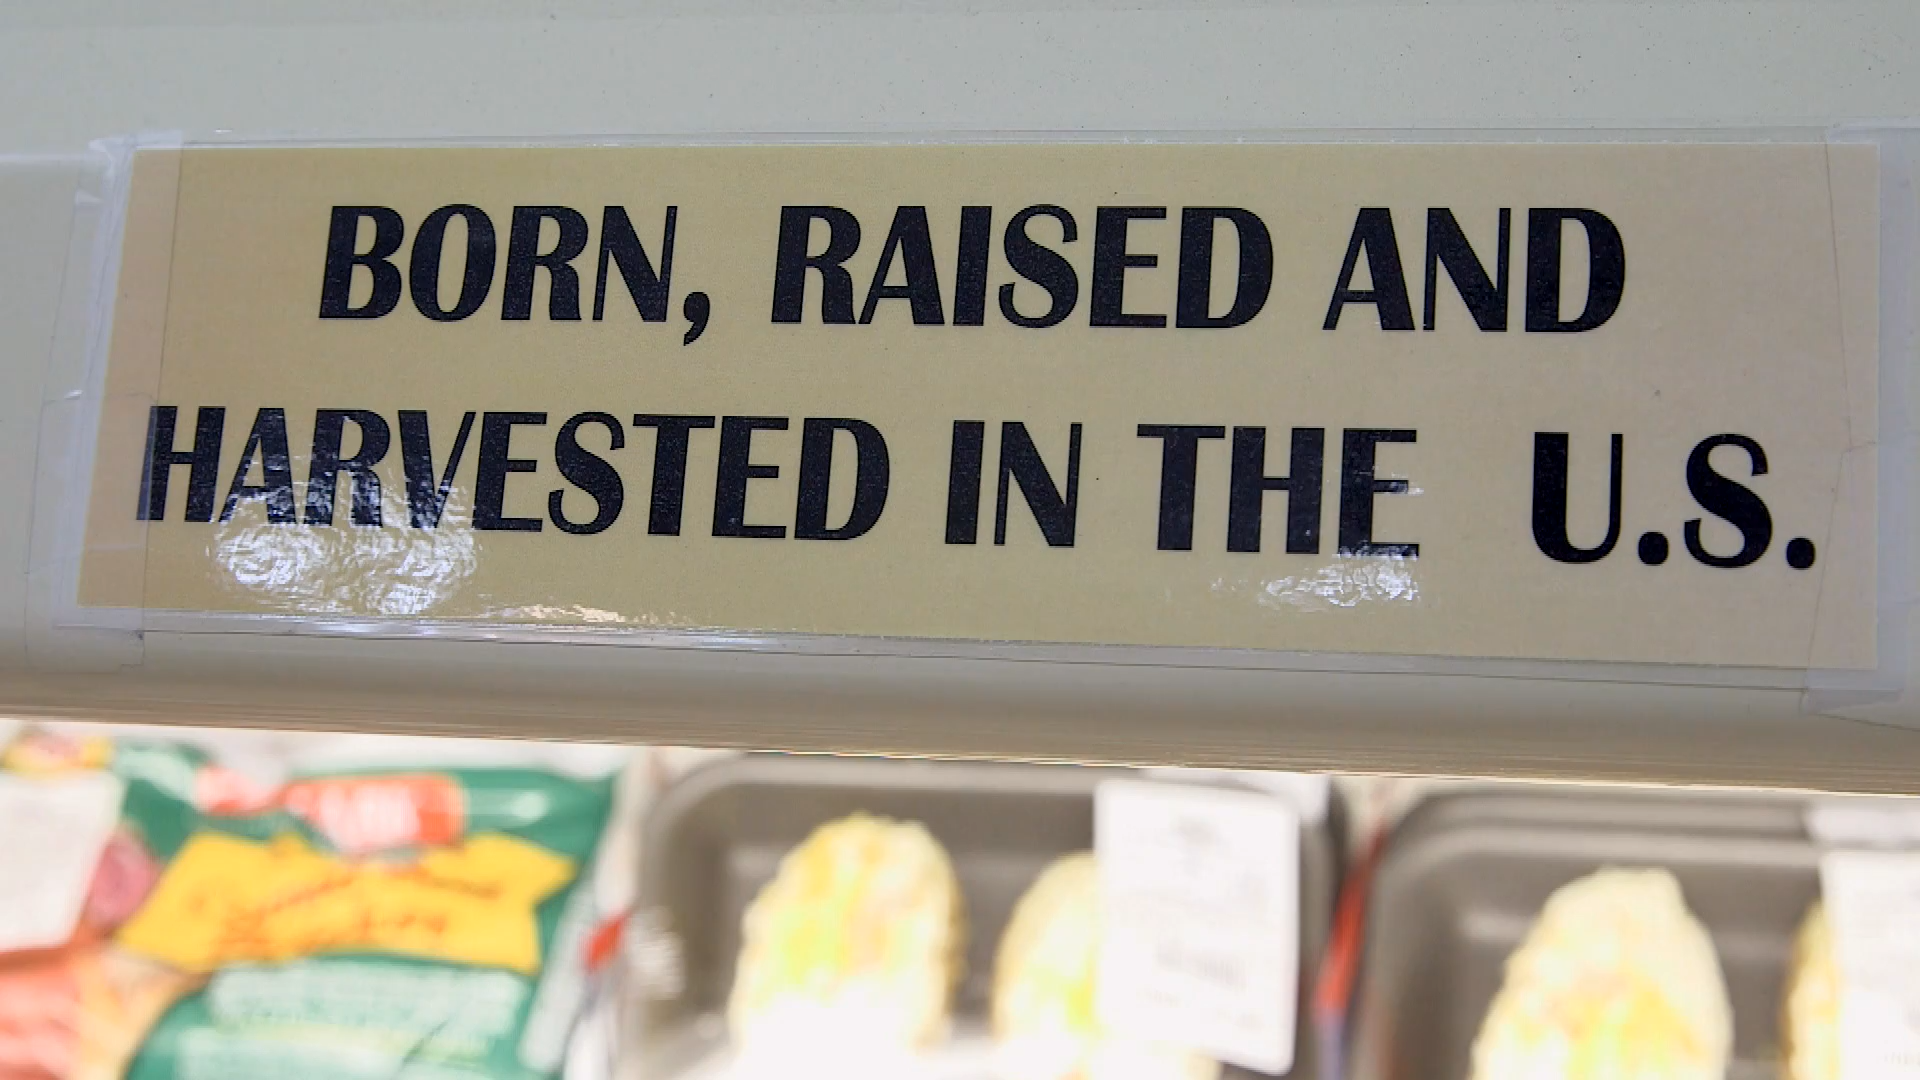 BORN, RAISED AND
HARVESTED IN THE U.S.